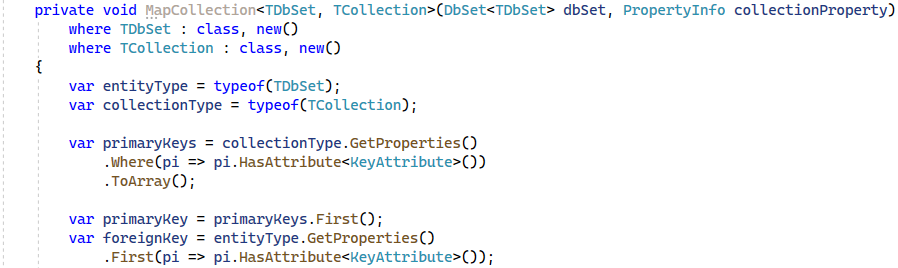 private void MapCollection<TDbSet, TCollection>(DbSet<TDbSet> dbSet, PropertyInfo collectionProperty)
    where TDbSet : class, new()
    where TCollection : class, new()
{
    var entityType = typeof(TDbSet);
    var collectionType = typeof(TCollection);

    var primaryKeys = collectionType.GetProperties()
        .Where(pi => pi.HasAttribute<KeyAttribute>())
        .ToArray();

    var primaryKey = primaryKeys.First();
    var foreignKey = entityType.GetProperties()
        .First(pi => pi.HasAttribute<KeyAttribute>());